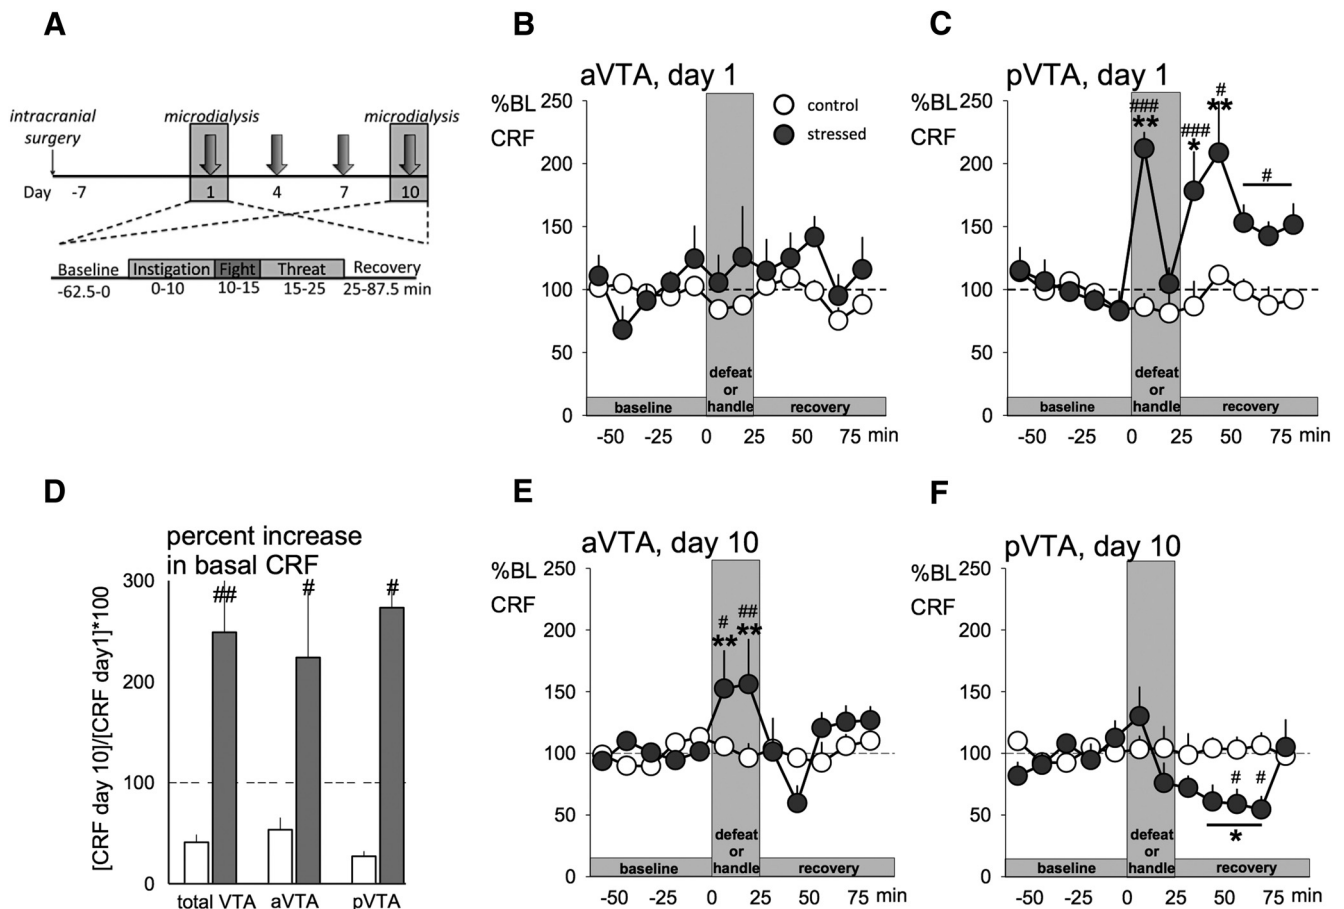 A
intracranial
surgery
microdialysis
microdialysis
Day -7 1 4 7 10
Baseline Instigation Fight Threat Recovery
-62.5-0 0-10 10-15 15-25 25-87.5 min
B
aVTA, day 1
%BL
CRF
250
200
150
100
50
0
control
stressed
defeat
or
handle
baseline
recovery
-50 -25 0 25 50 75 min
C
pVTA, day 1
%BL
CRF
250
200
150
100
50
0
###
**
###
*
#
**
#
defeat
or
handle
baseline
recovery
-50 -25 0 25 50 75 min
D
percent increase
in basal CRF
[CRF day 10]/[CRF day1]*100
300
200
100
0
##
#
#
total VTA aVTA pVTA
E
aVTA, day 10
%BL
CRF
250
200
150
100
50
0
#
**
##
**
defeat
or
handle
baseline
recovery
-50 -25 0 25 50 75 min
F
pVTA, day 10
%BL
CRF
250
200
150
100
50
0
# #
*
defeat
or
handle
baseline
recovery
-50 -25 0 25 50 75 min